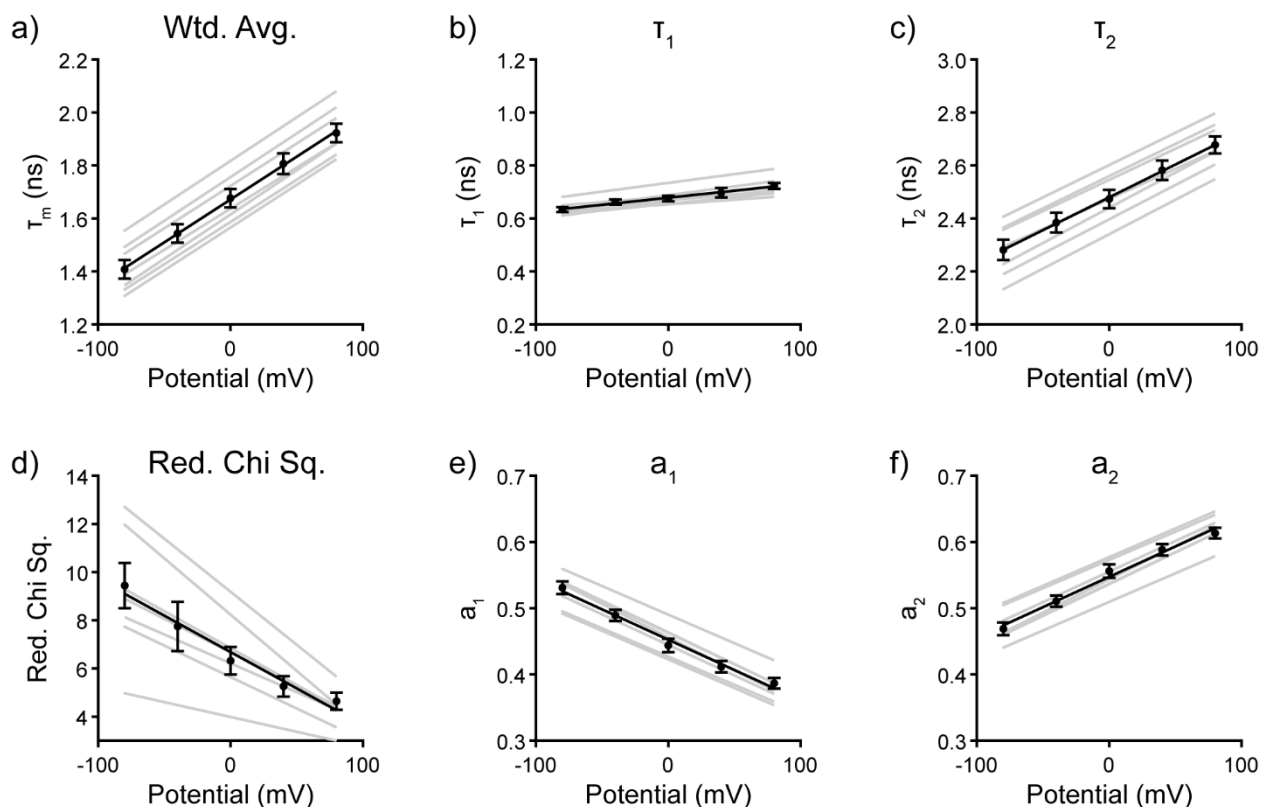 a) Wtd. Avg.
τm (ns)
2.2
2.0
1.8
1.6
1.4
1.2
-100 0 100
Potential (mV)
b) τ1
τ1 (ns)
1.2
1.0
0.8
0.6
0.4
0.2
-100 0 100
Potential (mV)
c) τ2
τ2 (ns)
3.0
2.8
2.6
2.4
2.2
2.0
-100 0 100
Potential (mV)
d) Red. Chi Sq.
Red. Chi Sq.
14
12
10
8
6
4
-100 0 100
Potential (mV)
e) a1
a1
0.7
0.6
0.5
0.4
0.3
-100 0 100
Potential (mV)
f) a2
a2
0.7
0.6
0.5
0.4
0.3
-100 0 100
Potential (mV)